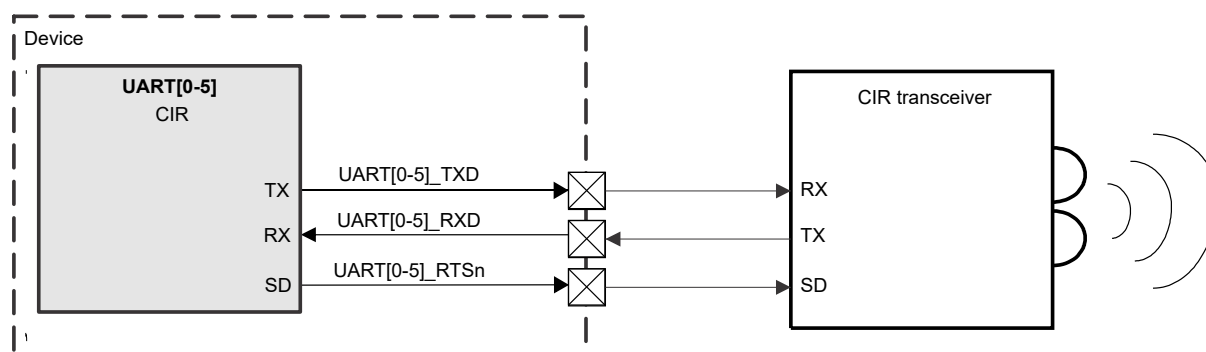 Device
UART[0-5]
CIR
CIR transceiver
TX
UART[0-5]_TXD
RX
RX
UART[0-5]_RXD
TX
SD
UART[0-5]_RTSn
SD